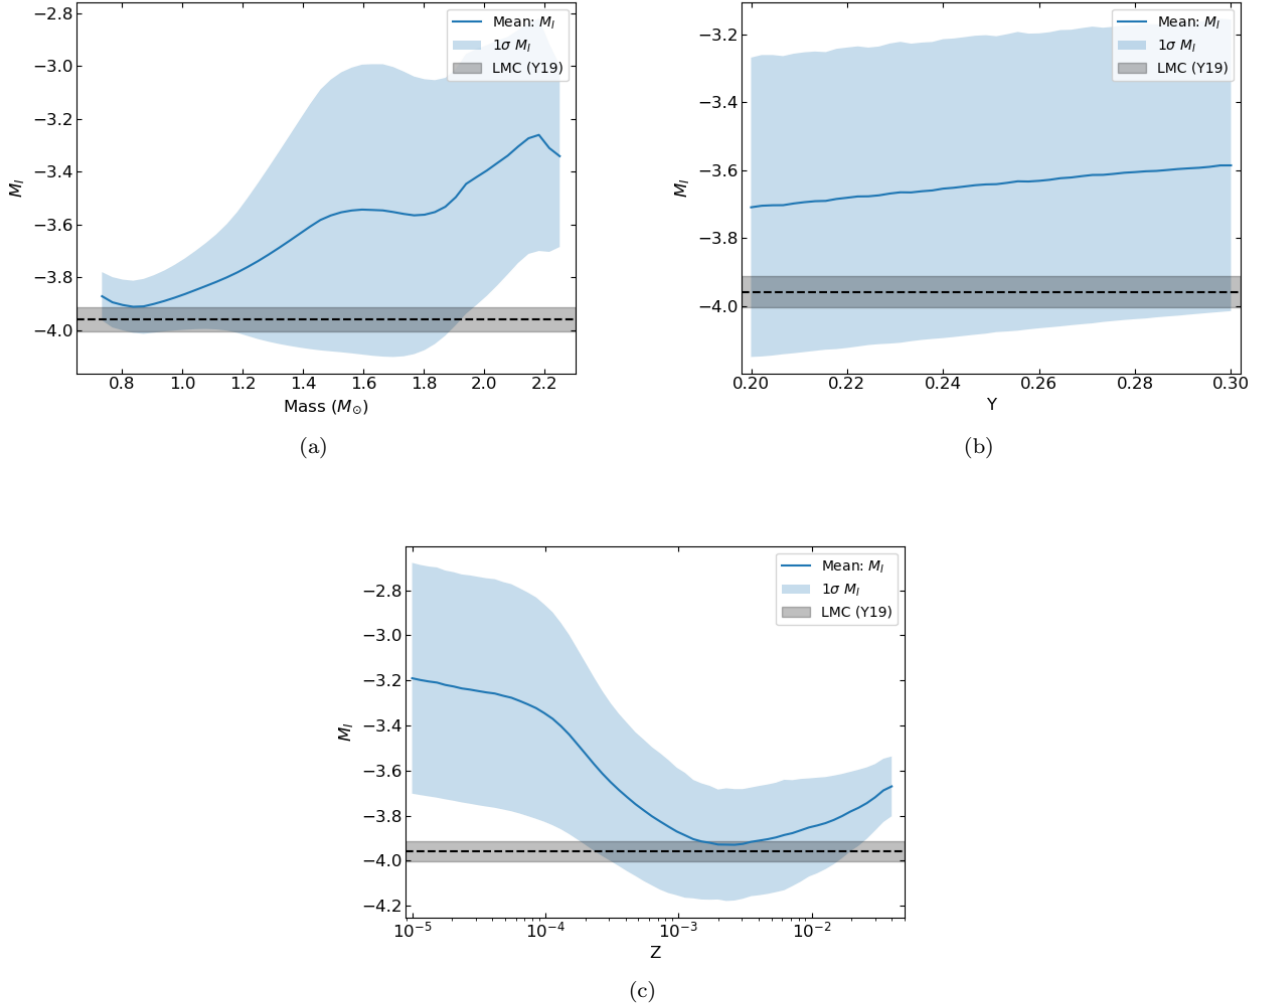 −2.8
−3.0
−3.2
−3.4
−3.6
−3.8
−4.0
M_I
Mean: M_I
1σ M_I
LMC (Y19)
0.8 1.0 1.2 1.4 1.6 1.8 2.0 2.2
Mass (M_⊙)
(a)
−3.2
−3.4
−3.6
−3.8
−4.0
M_I
Mean: M_I
1σ M_I
LMC (Y19)
0.20 0.22 0.24 0.26 0.28 0.30
Y
(b)
−2.8
−3.0
−3.2
−3.4
−3.6
−3.8
−4.0
−4.2
M_I
Mean: M_I
1σ M_I
LMC (Y19)
10⁻⁵ 10⁻⁴ 10⁻³ 10⁻²
Z
(c)